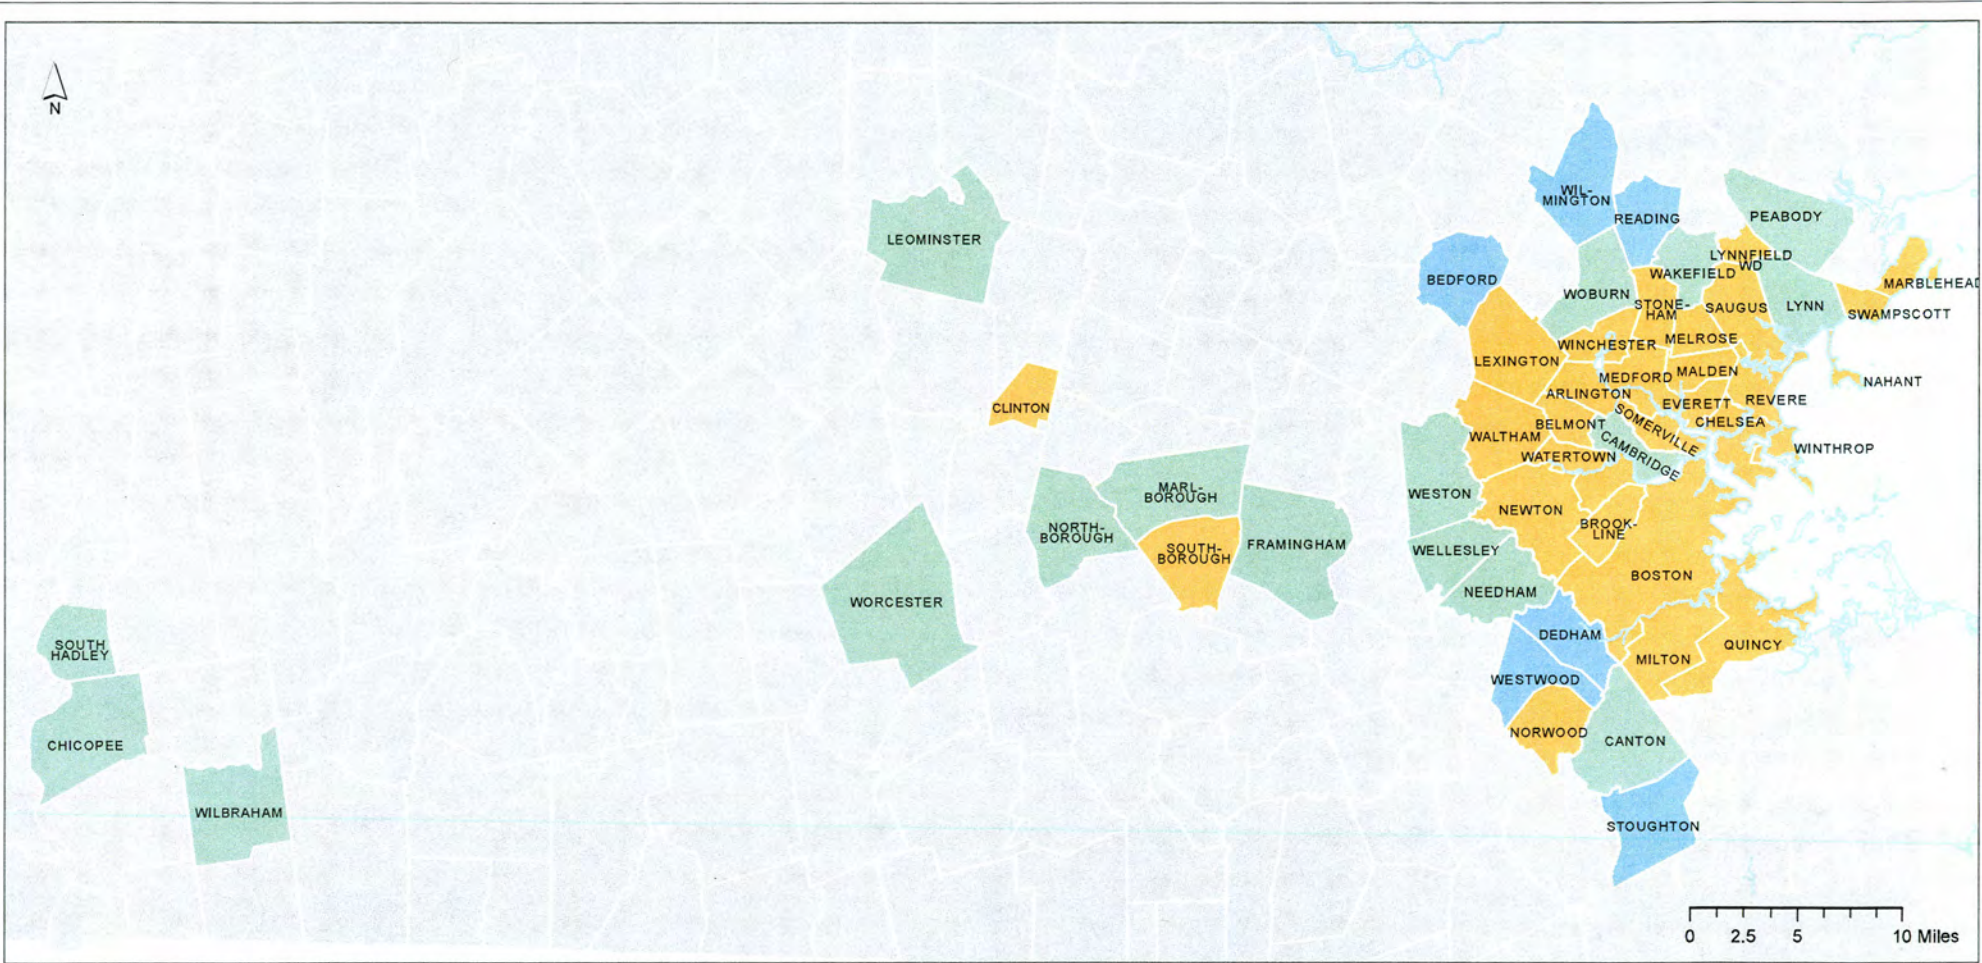 N
WIL-
MINGTON
READING
PEABODY
LEOMINSTER
LYNNFIELD
WD
WAKEFIELD
BEDFORD
MARBLEHEAD
WOBURN
STONE-
HAM
SAUGUS
LYNN
SWAMPSCOTT
WINCHESTER
MELROSE
LEXINGTON
MEDFORD
MALDEN
NAHANT
ARLINGTON
EVERETT
REVERE
CLINTON
SOMERVILLE
CHELSEA
BELMONT
WALTHAM
CAMBRIDGE
WINTHROP
WATERTOWN
MARL-
BOROUGH
WESTON
NEWTON
NORTH-
BOROUGH
BROOK-
LINE
SOUTH-
BOROUGH
FRAMINGHAM
WELLESLEY
BOSTON
NEEDHAM
WORCESTER
DEDHAM
SOUTH
HADLEY
QUINCY
MILTON
WESTWOOD
NORWOOD
CANTON
CHICOPEE
WILBRAHAM
STOUGHTON
0 2.5 5 10 Miles